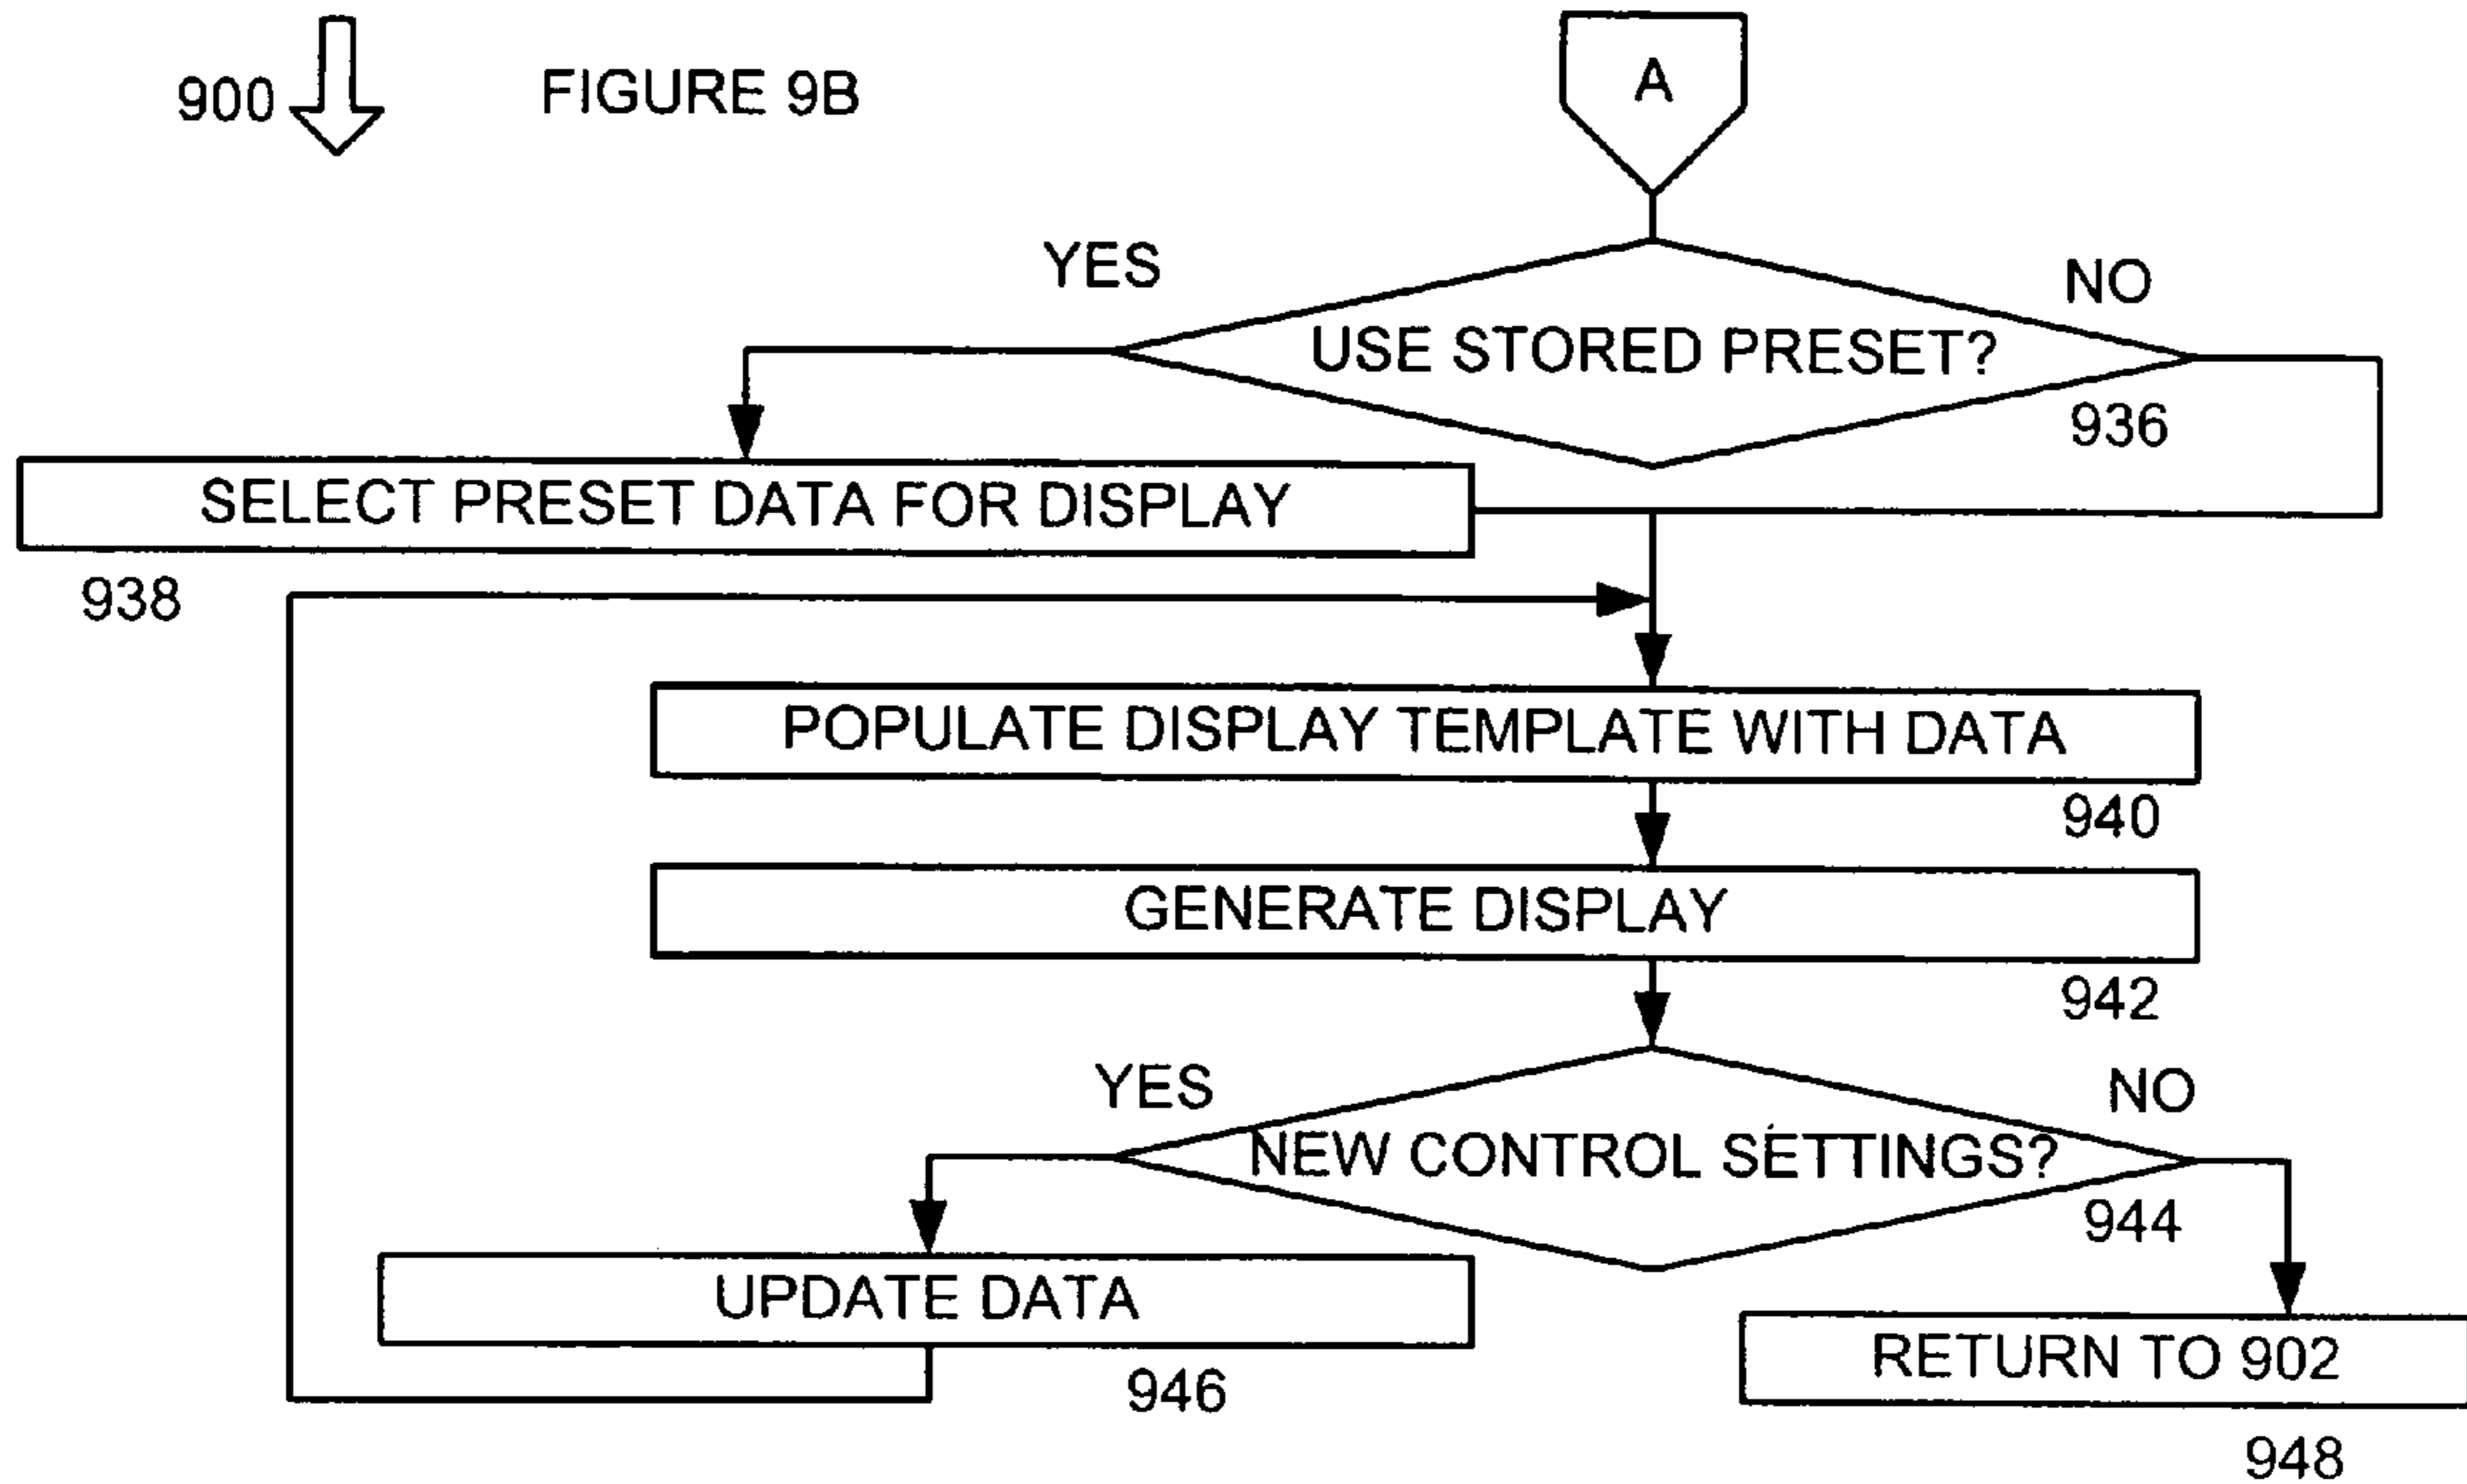 900
FIGURE 9B
A
YES
NO
USE STORED PRESET?
936
SELECT PRESET DATA FOR DISPLAY
938
POPULATE DISPLAY TEMPLATE WITH DATA
940
GENERATE DISPLAY
942
YES
NO
NEW CONTROL SETTINGS?
944
UPDATE DATA
946
RETURN TO 902
948